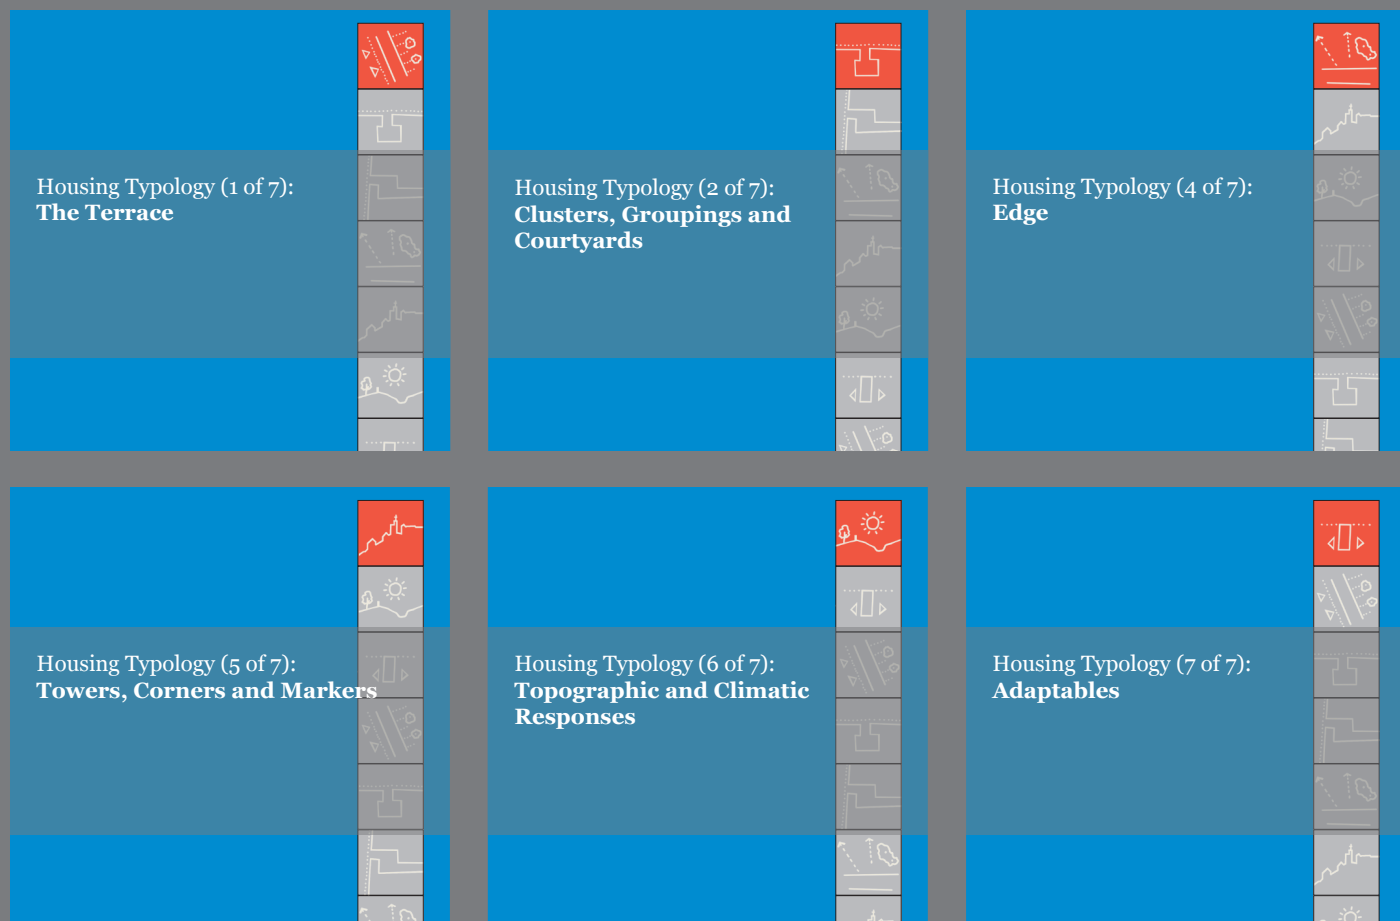 Housing Typology (1 of 7):
The Terrace
Housing Typology (2 of 7):
Clusters, Groupings and
Courtyards
Housing Typology (4 of 7):
Edge
Housing Typology (5 of 7):
Towers, Corners and Markers
Housing Typology (6 of 7):
Topographic and Climatic
Responses
Housing Typology (7 of 7):
Adaptables